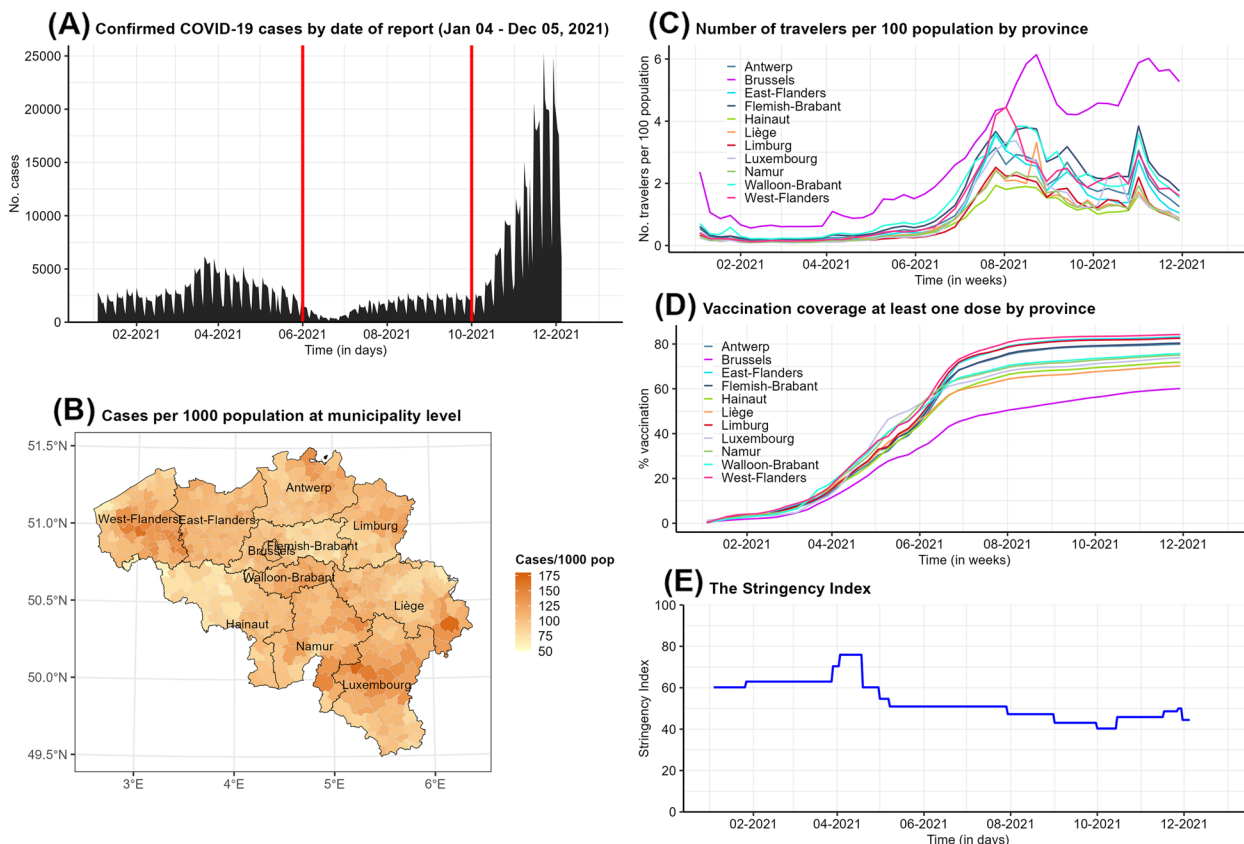 (A) Confirmed COVID-19 cases by date of report (Jan 04 - Dec 05, 2021)
No. cases
25000
20000
15000
10000
5000
0
02-2021 04-2021 06-2021 08-2021 10-2021 12-2021
Time (in days)
(B) Cases per 1000 population at municipality level
51.5°N
51.0°N
50.5°N
50.0°N
49.5°N
Antwerp
West-Flanders East-Flanders
Limburg
Flemish-Brabant
Brussels
Walloon-Brabant
Liège
Hainaut
Namur
Luxembourg
3°E 4°E 5°E 6°E
Cases/1000 pop
175
150
125
100
75
50
(C) Number of travelers per 100 population by province
No. travelers per 100 population
6
4
2
0
Antwerp
Brussels
East-Flanders
Flemish-Brabant
Hainaut
Liège
Limburg
Luxembourg
Namur
Walloon-Brabant
West-Flanders
02-2021 04-2021 06-2021 08-2021 10-2021 12-2021
Time (in weeks)
(D) Vaccination coverage at least one dose by province
% vaccination
80
60
40
20
0
Antwerp
Brussels
East-Flanders
Flemish-Brabant
Hainaut
Liège
Limburg
Luxembourg
Namur
Walloon-Brabant
West-Flanders
02-2021 04-2021 06-2021 08-2021 10-2021 12-2021
Time (in weeks)
(E) The Stringency Index
Stringency Index
100
80
60
40
20
0
02-2021 04-2021 06-2021 08-2021 10-2021 12-2021
Time (in days)